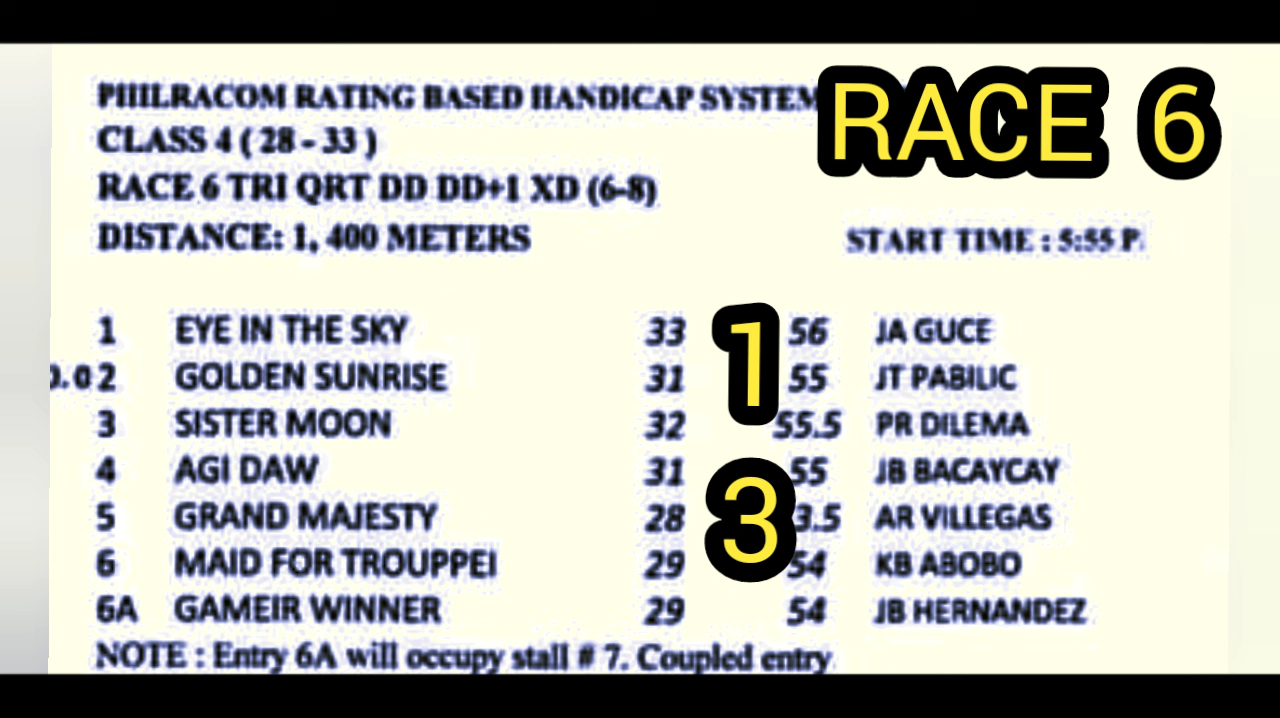 PHILRACOM RATING BASED HANDICAP SYSTEM
RACE 6
CLASS 4 ( 28 - 33 )
RACE 6 TRI QRT DD DD+1 XD (6-8)
DISTANCE: 1, 400 METERS START TIME : 5:55 P
1 EYE IN THE SKY 33 56 JA GUCE
2 GOLDEN SUNRISE 31 55 JT PABILIC
1
3 SISTER MOON 32 55.5 PR DILEMA
4 AGI DAW 31 55 JB BACAYCAY
5 GRAND MAJESTY 28 3.5 AR VILLEGAS
3
6 MAID FOR TROUPPEI 29 54 KB ABOBO
6A GAMEIR WINNER 29 54 JB HERNANDEZ
NOTE : Entry 6A will occupy stall # 7. Coupled entry